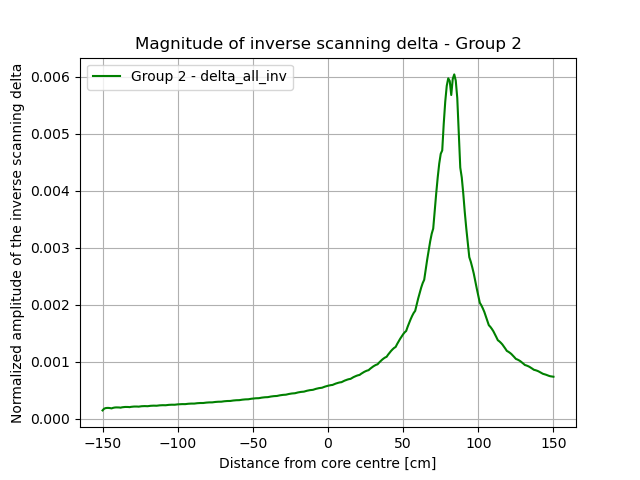 Magnitude of inverse scanning delta - Group 2
Group 2 - delta_all_inv
Normalized amplitude of the inverse scanning delta
0.006
0.005
0.004
0.003
0.002
0.001
0.000
−150 −100 −50 0 50 100 150
Distance from core centre [cm]